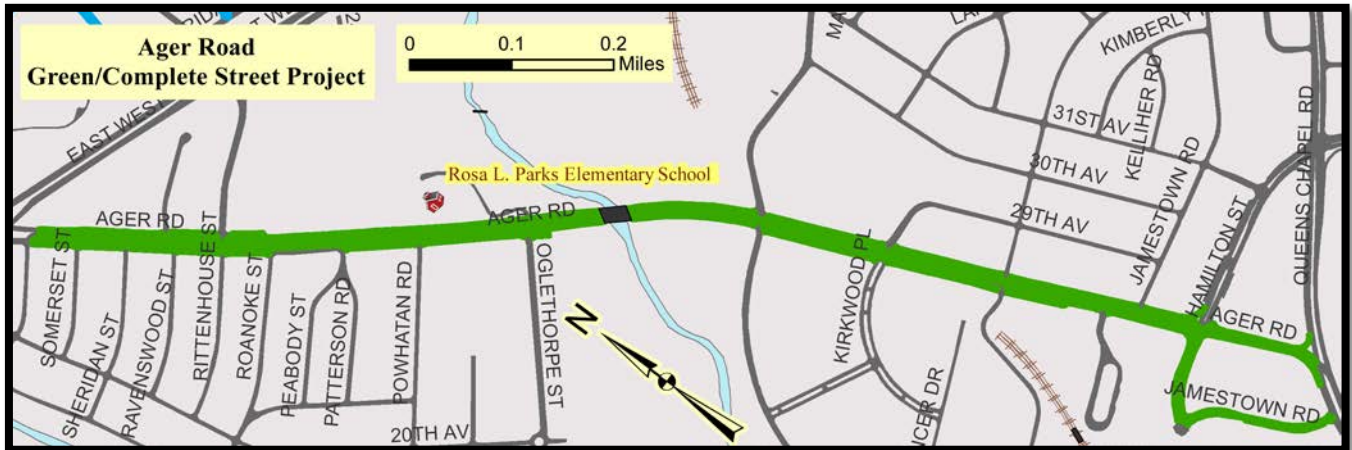 Ager Road
Green/Complete Street Project
0
0.1
0.2
Miles
EAST WEST
Rosa L. Parks Elementary School
AGER RD
AGER RD
AGER RD
SOMERSET ST
SHERIDAN ST
RAVENSWOOD ST
RITTENHOUSE ST
ROANOKE ST
PEABODY ST
PATTERSON RD
POWHATAN RD
20TH AV
OGLETHORPE ST
N
KIRKWOOD PL
NCER DR
KIMBERLY
KELLIHER RD
31ST AV
30TH AV
29TH AV
JAMESTOWN RD
HAMILTON ST
QUEENS CHAPEL RD
JAMESTOWN RD